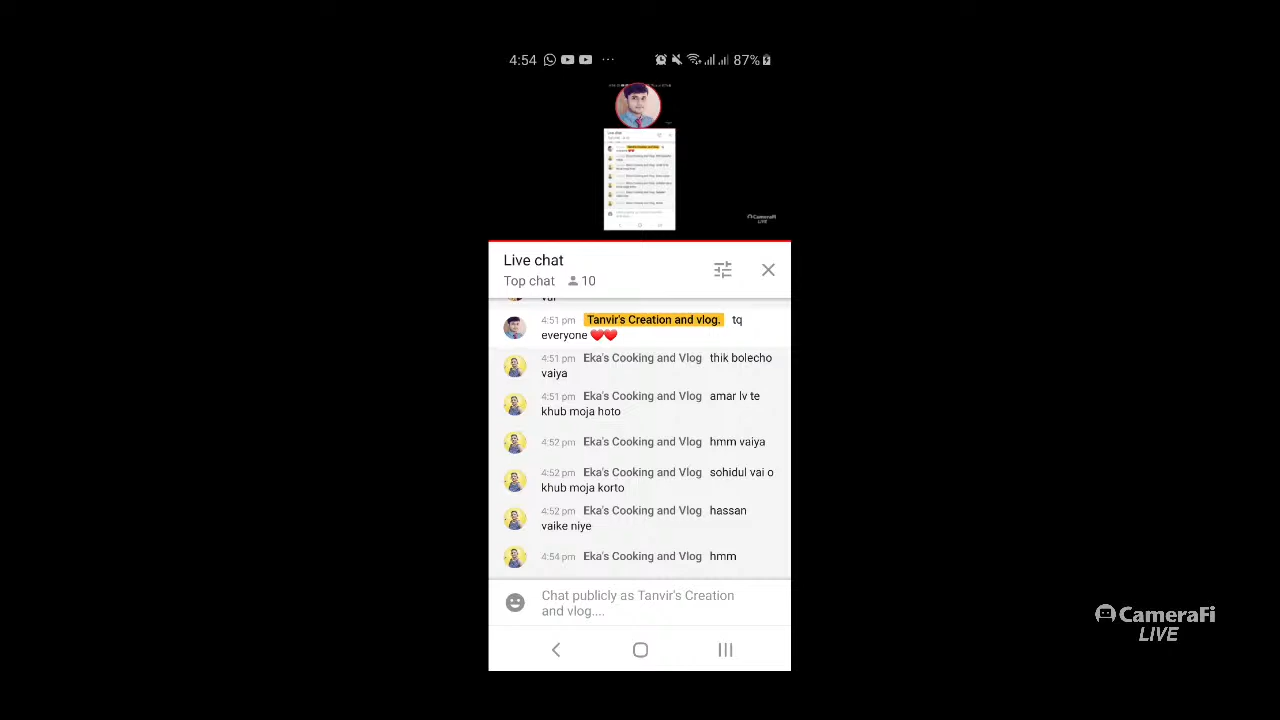 4:54 ... 87%
Live chat
Top chat 10
4:51 pm Tanvir's Creation and vlog. tq
everyone ❤️❤️
4:51 pm Eka's Cooking and Vlog thik bolecho
vaiya
4:51 pm Eka's Cooking and Vlog amar lv te
khub moja hoto
4:52 pm Eka's Cooking and Vlog hmm vaiya
4:52 pm Eka's Cooking and Vlog sohidul vai o
khub moja korto
4:52 pm Eka's Cooking and Vlog hassan
vaike niye
4:54 pm Eka's Cooking and Vlog hmm
Chat publicly as Tanvir's Creation
and vlog....
CameraFi
LIVE